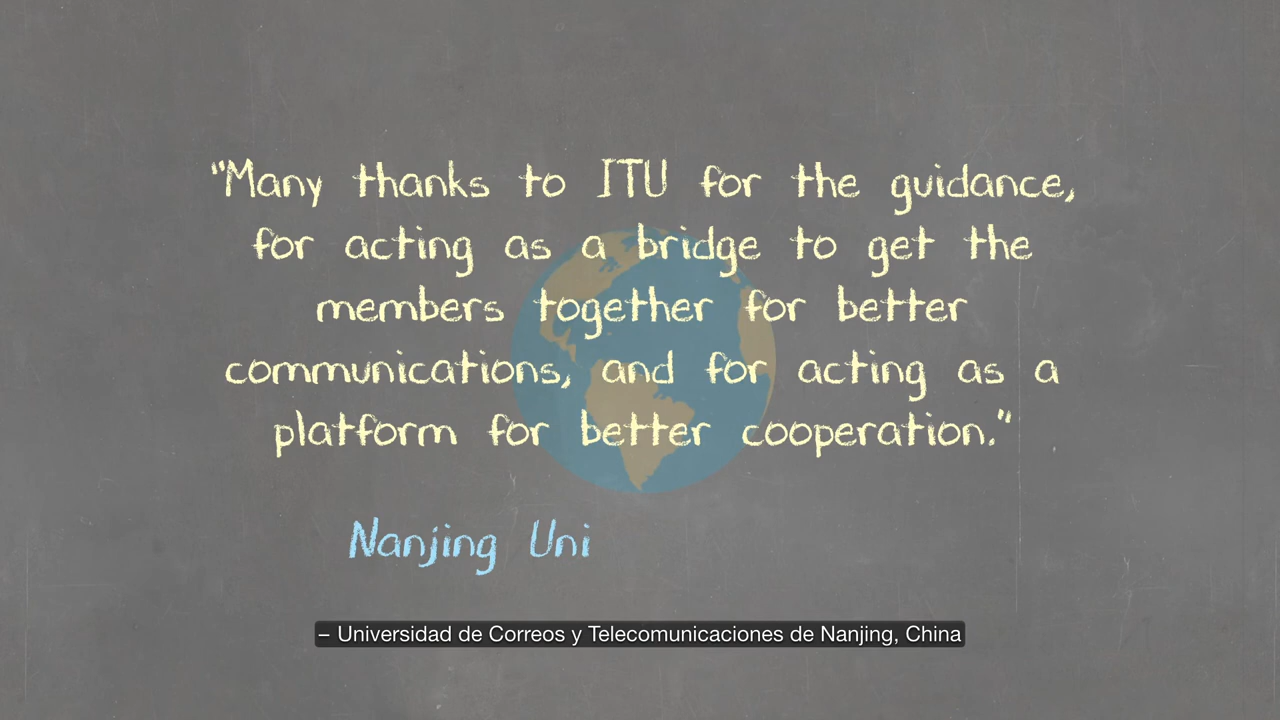 "Many thanks to ITU for the guidance,
for acting as a bridge to get the
members together for better
communications, and for acting as a
platform for better cooperation."
Nanjing Uni
– Universidad de Correos y Telecomunicaciones de Nanjing, China